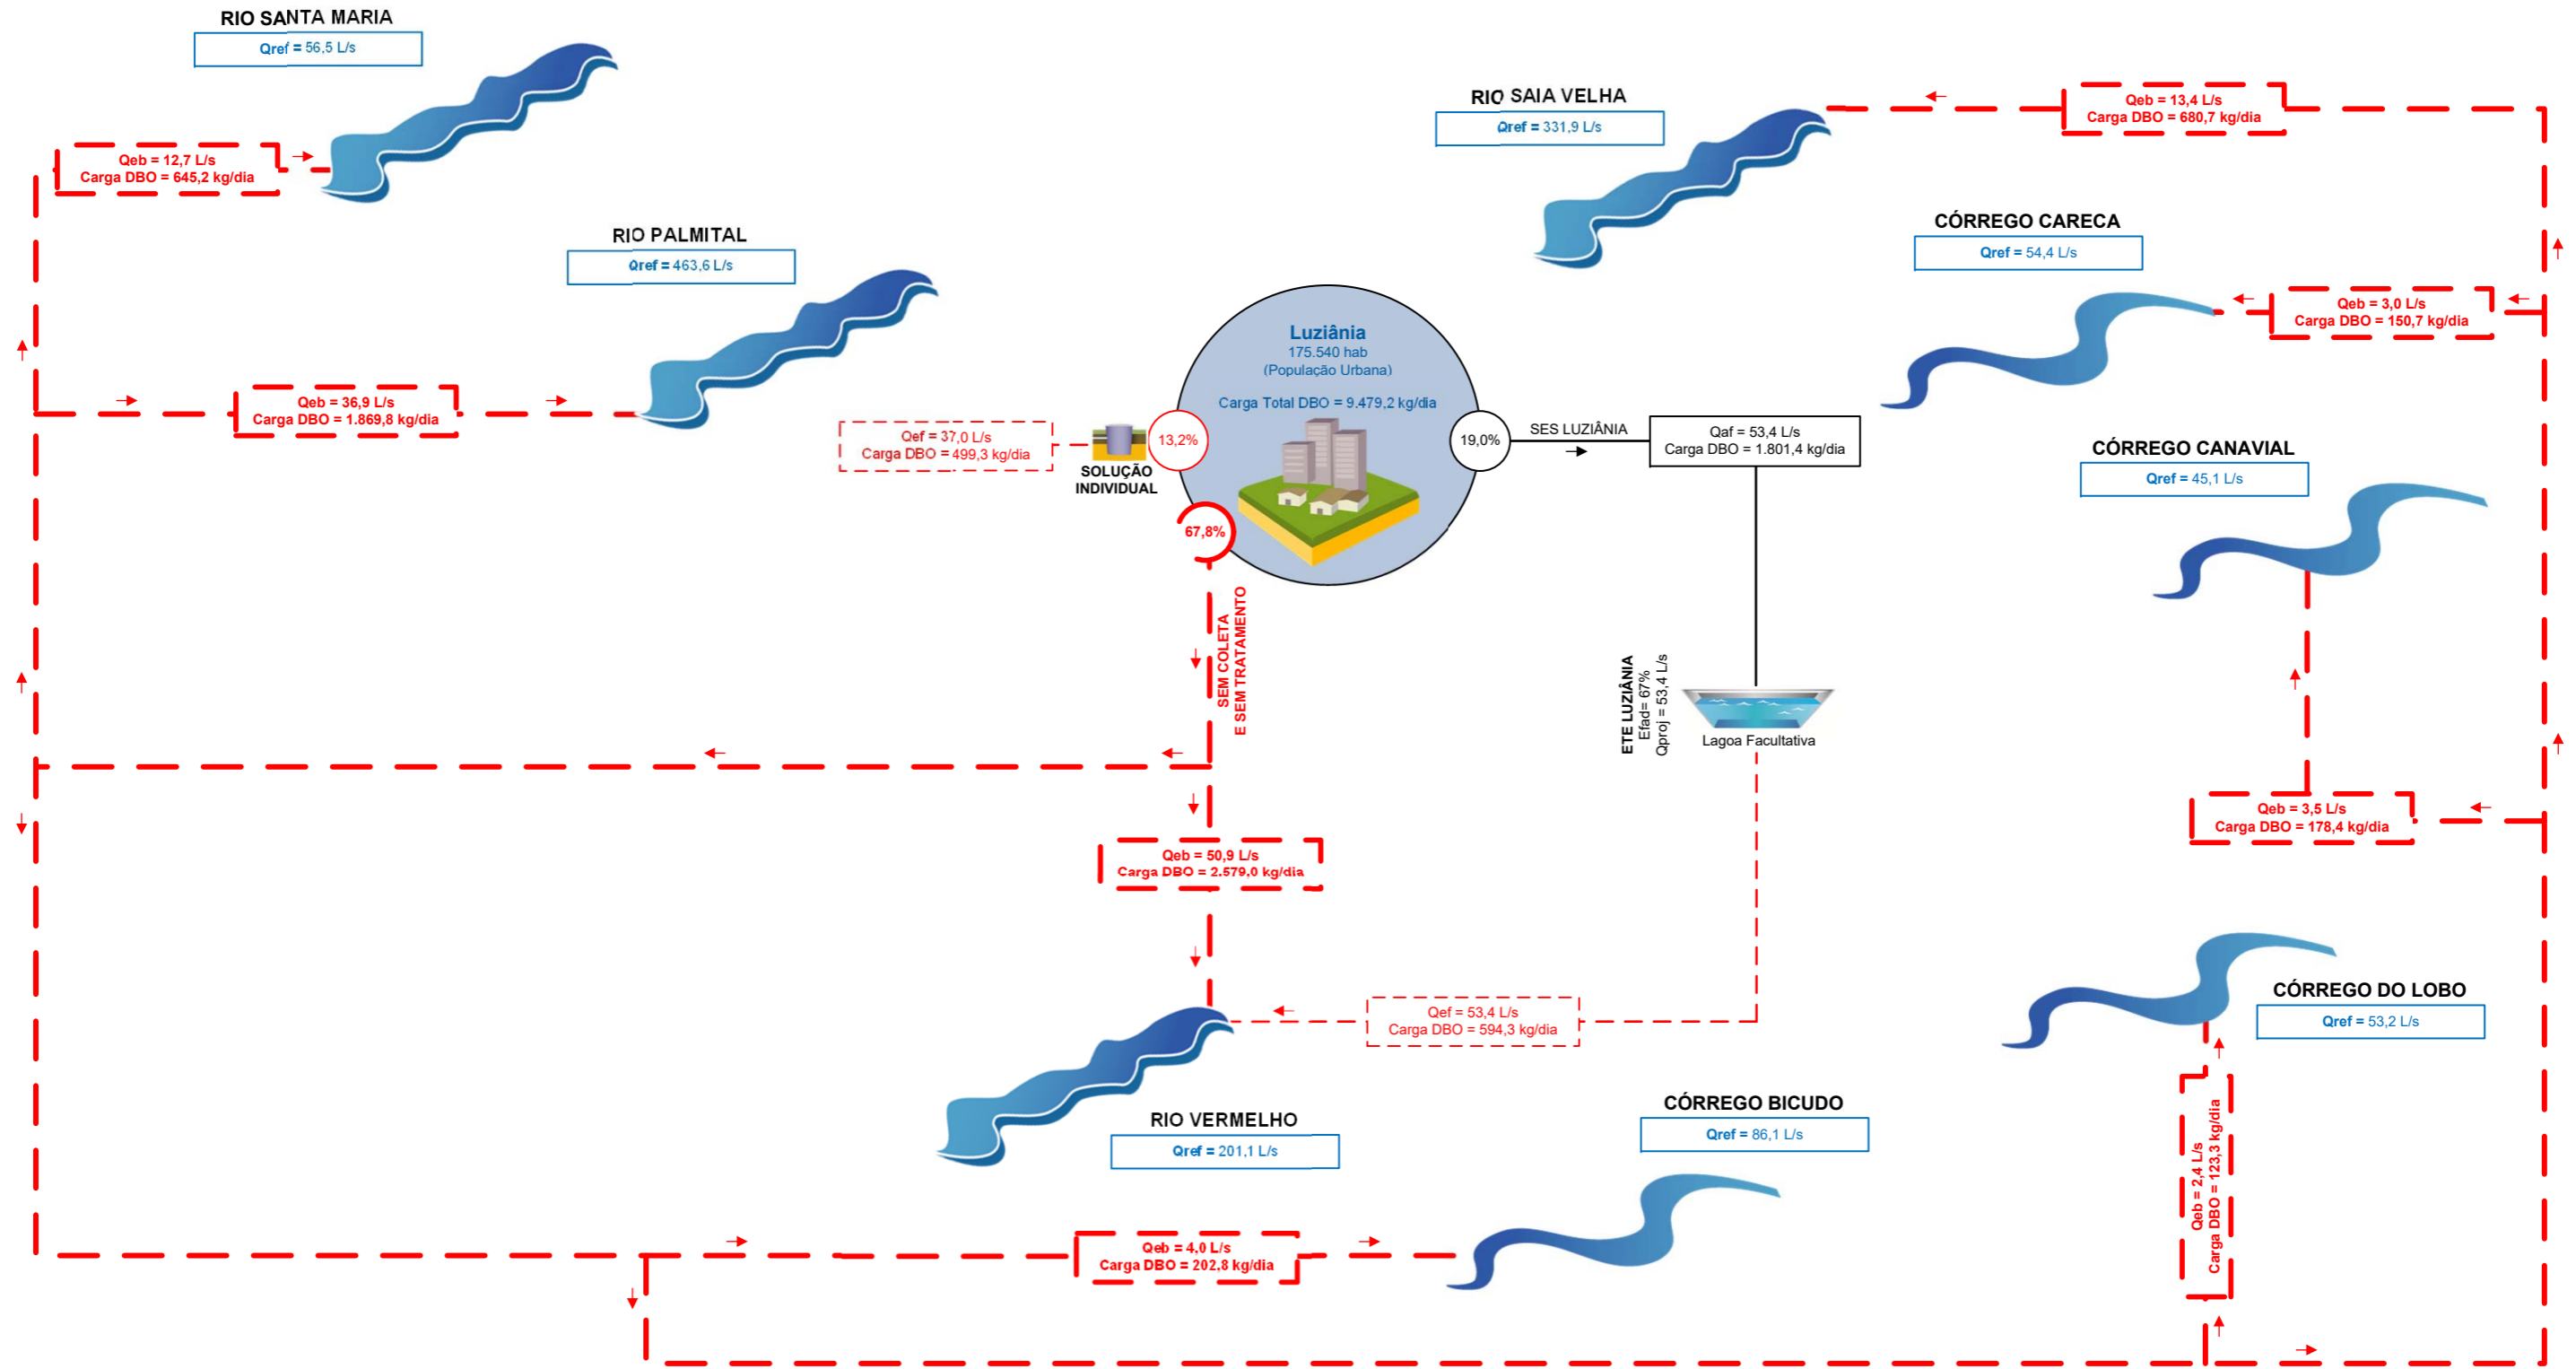 RIO SANTA MARIA
Qref = 56,5 L/s
Qeb = 12,7 L/s
Carga DBO = 645,2 kg/dia
RIO PALMITAL
Qref = 463,6 L/s
Qeb = 36,9 L/s
Carga DBO = 1.869,8 kg/dia
RIO SAIA VELHA
Qref = 331,9 L/s
Qeb = 13,4 L/s
Carga DBO = 680,7 kg/dia
CÓRREGO CARECA
Qref = 54,4 L/s
Qeb = 3,0 L/s
Carga DBO = 150,7 kg/dia
Luziânia
175.540 hab
(População Urbana)
Carga Total DBO = 9.479,2 kg/dia
Qef = 37,0 L/s
Carga DBO = 499,3 kg/dia
SOLUÇÃO
INDIVIDUAL
13,2%
19,0%
67,8%
SES LUZIÂNIA
Qaf = 53,4 L/s
Carga DBO = 1.801,4 kg/dia
CÓRREGO CANAVIAL
Qref = 45,1 L/s
SEM COLETA
E SEM TRATAMENTO
ETE LUZIÂNIA
Efad= 67%
Qproj = 53,4 L/s
Lagoa Facultativa
Qeb = 3,5 L/s
Carga DBO = 178,4 kg/dia
Qeb = 50,9 L/s
Carga DBO = 2.579,0 kg/dia
Qef = 53,4 L/s
Carga DBO = 594,3 kg/dia
CÓRREGO DO LOBO
Qref = 53,2 L/s
Qeb = 2,4 L/s
Carga DBO = 123,3 kg/dia
RIO VERMELHO
Qref = 201,1 L/s
CÓRREGO BICUDO
Qref = 86,1 L/s
Qeb = 4,0 L/s
Carga DBO = 202,8 kg/dia